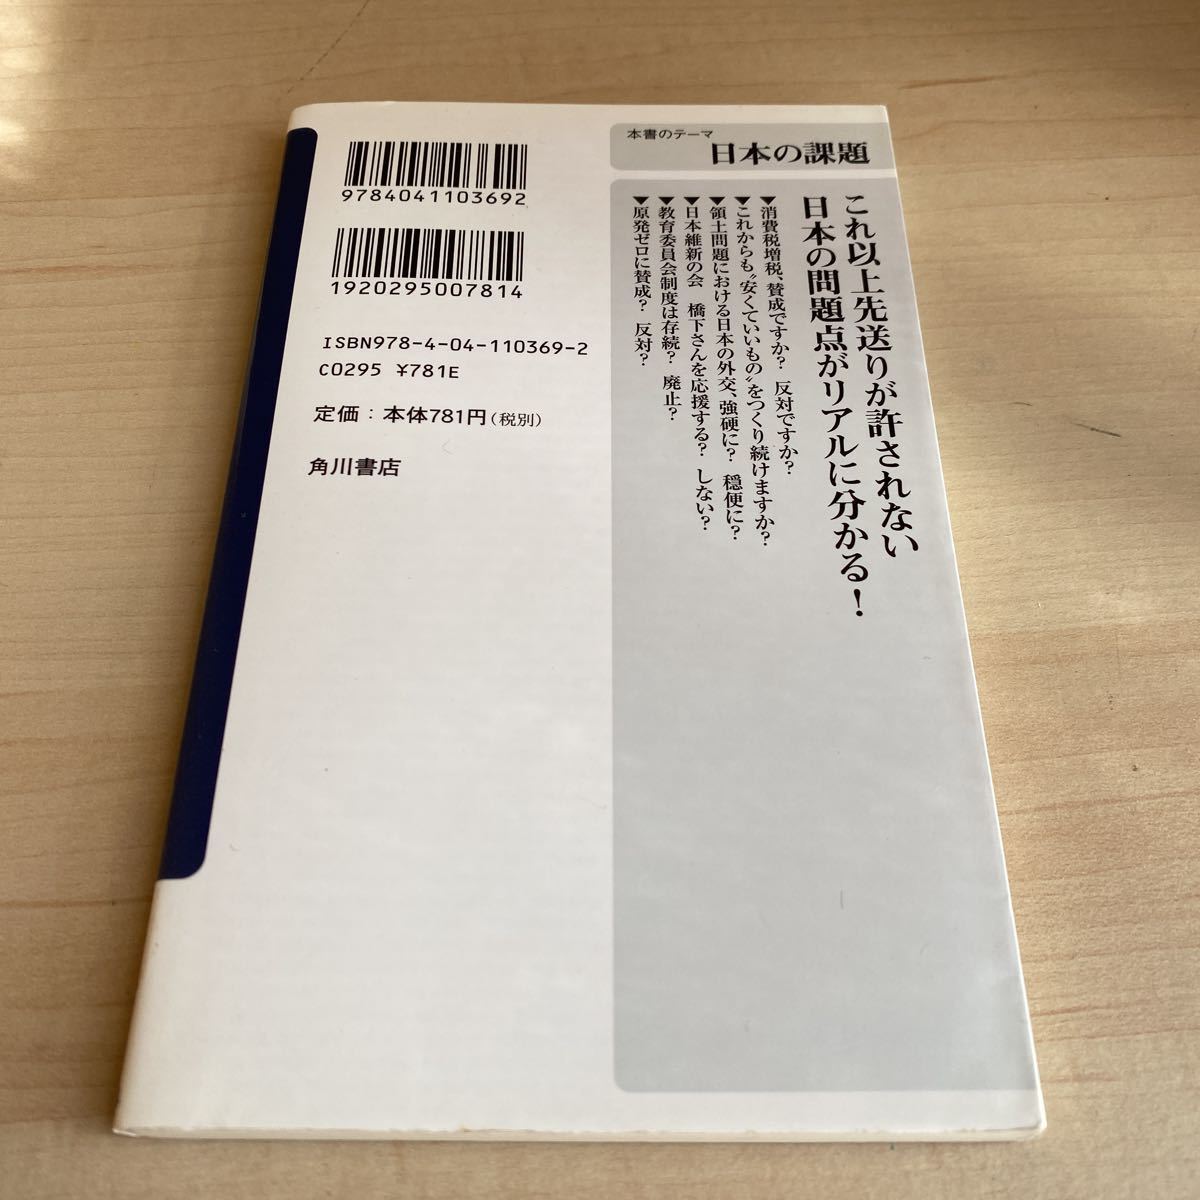 本書のテーマ
日本の課題
これ以上先送りが許されない
日本の問題点がリアルに分かる！
▼消費税増税、賛成ですか？ 反対ですか？
▼これからも〝安くていいもの〟をつくり続けますか？
▼領土問題における日本の外交、強硬に？ 穏便に？
▼日本維新の会 橋下さんを応援する？ しない？
▼教育委員会制度は存続？ 廃止？
▼原発ゼロに賛成？ 反対？
9784041103692
1920295007814
ISBN978-4-04-110369-2
C0295 ¥781E
定価：本体781円（税別）
角川書店